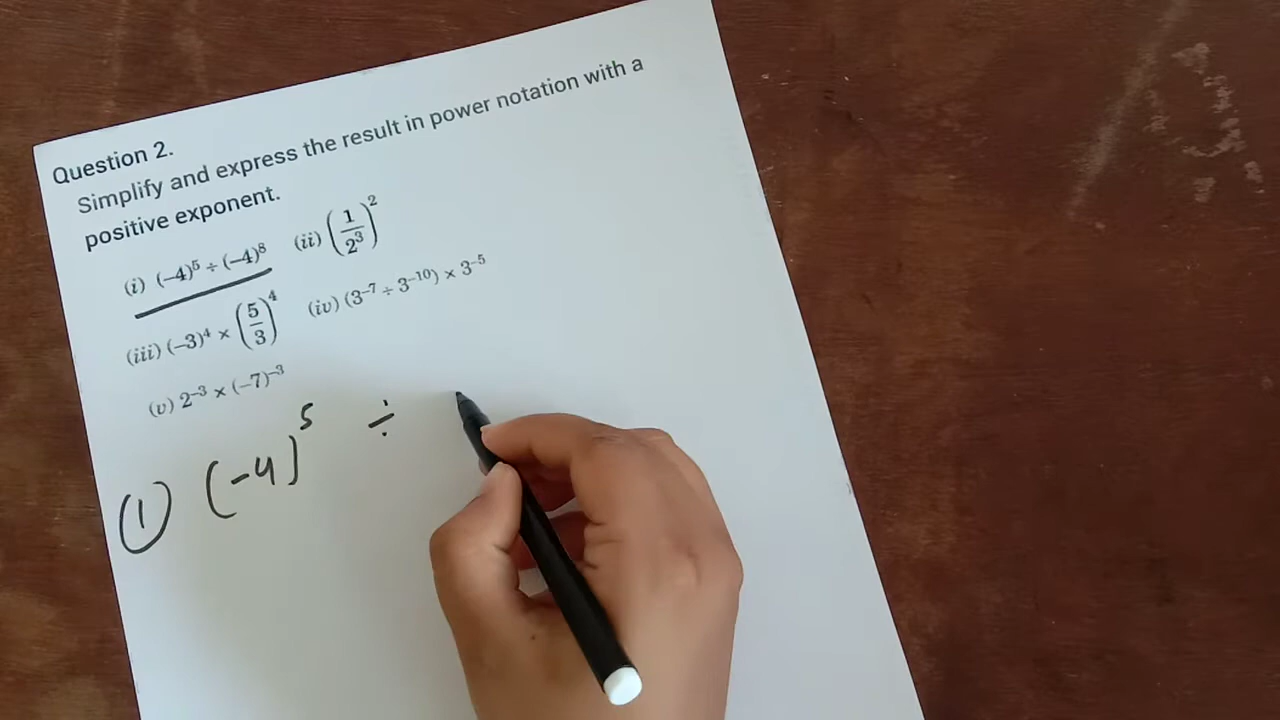 Question 2.
Simplify and express the result in power notation with a
positive exponent.
(i) (–4)⁵ ÷ (–4)⁸ (ii) (1/2³)²
(iii) (–3)⁴ × (5/3)⁴ (iv) (3⁻⁷ ÷ 3⁻¹⁰) × 3⁻⁵
(v) 2⁻³ × (–7)⁻³
(1) (-4)⁵ ÷